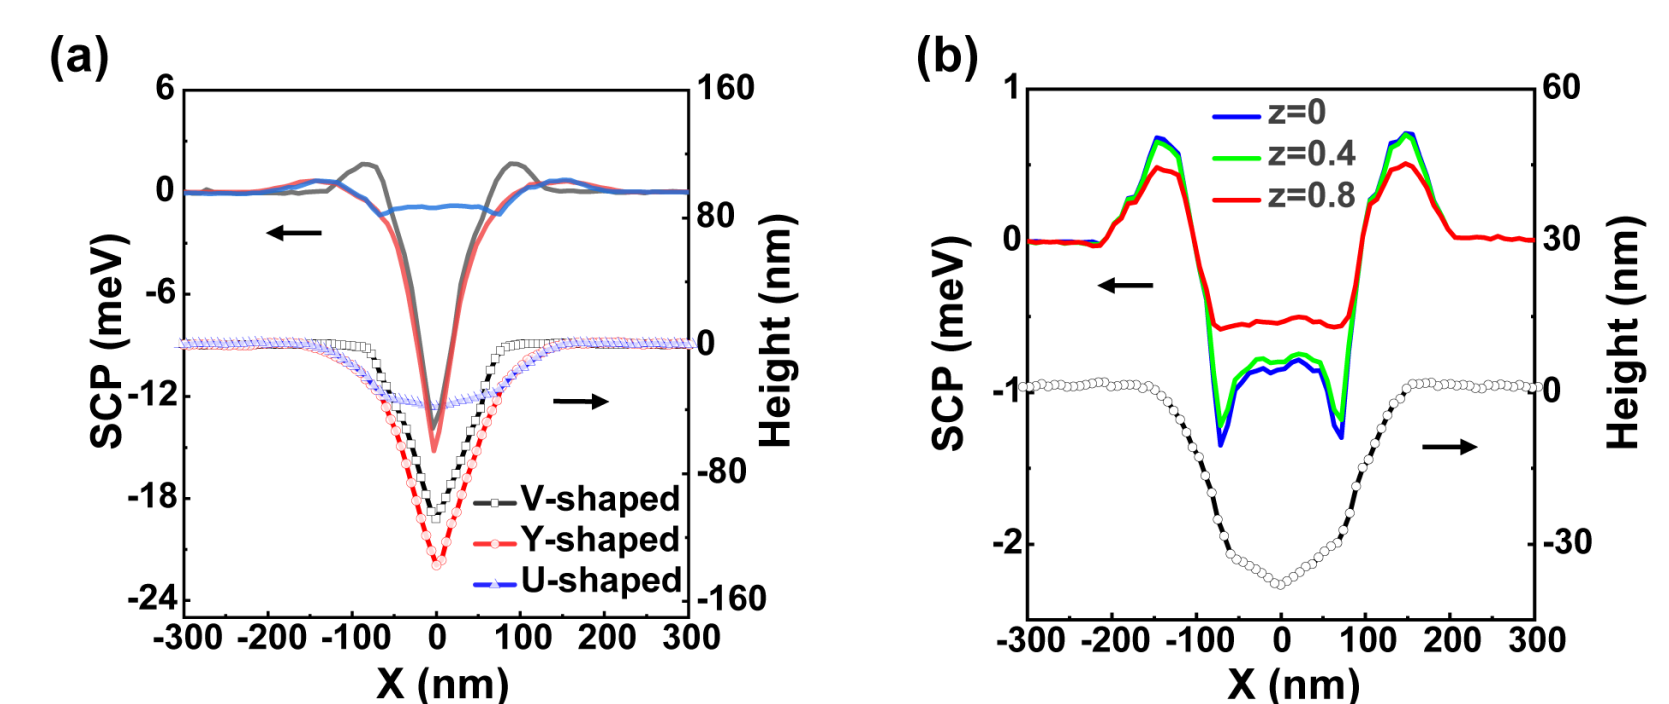 (a)
6
0
-6
-12
-18
-24
SCP (meV)
160
80
0
-80
-160
Height (nm)
V-shaped
Y-shaped
U-shaped
-300 -200 -100 0 100 200 300
X (nm)
(b)
1
0
-1
-2
SCP (meV)
60
30
0
-30
Height (nm)
z=0
z=0.4
z=0.8
-300 -200 -100 0 100 200 300
X (nm)